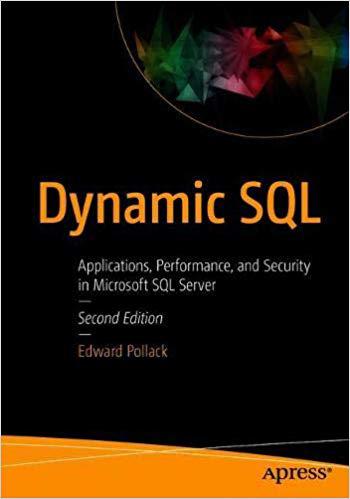 Dynamic SQL
Applications, Performance, and Security
in Microsoft SQL Server
—
Second Edition
—
Edward Pollack
Apress®